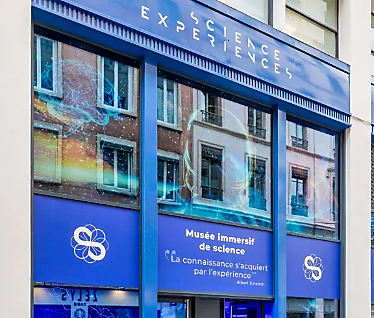 SCIENCE
EXPERIENCES
Musée immersif
de science
“La connaissance s'acquiert
par l'expérience”
Albert Einstein